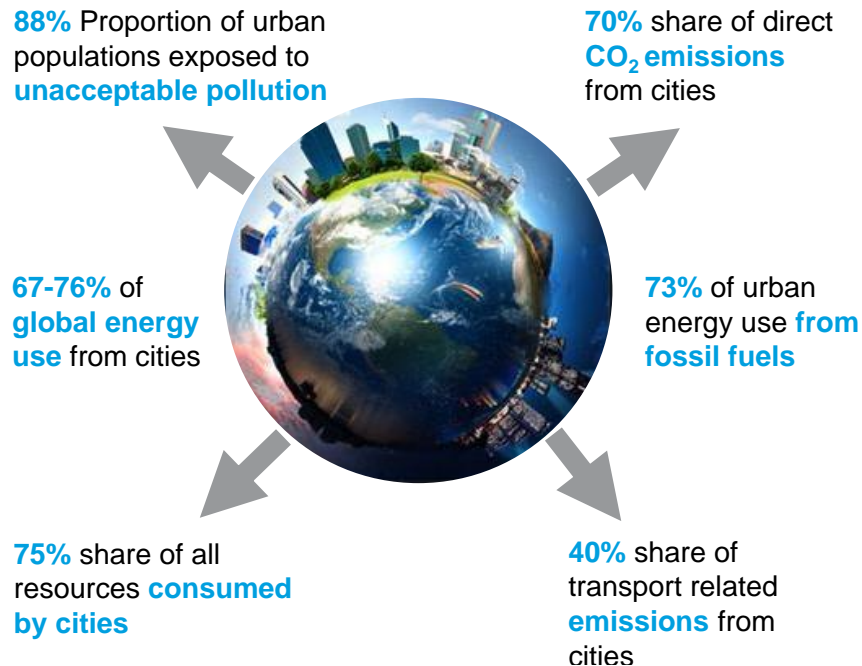 88% Proportion of urban
populations exposed to
unacceptable pollution
70% share of direct
CO₂ emissions
from cities
67-76% of
global energy
use from cities
73% of urban
energy use from
fossil fuels
75% share of all
resources consumed
by cities
40% share of
transport related
emissions from
cities